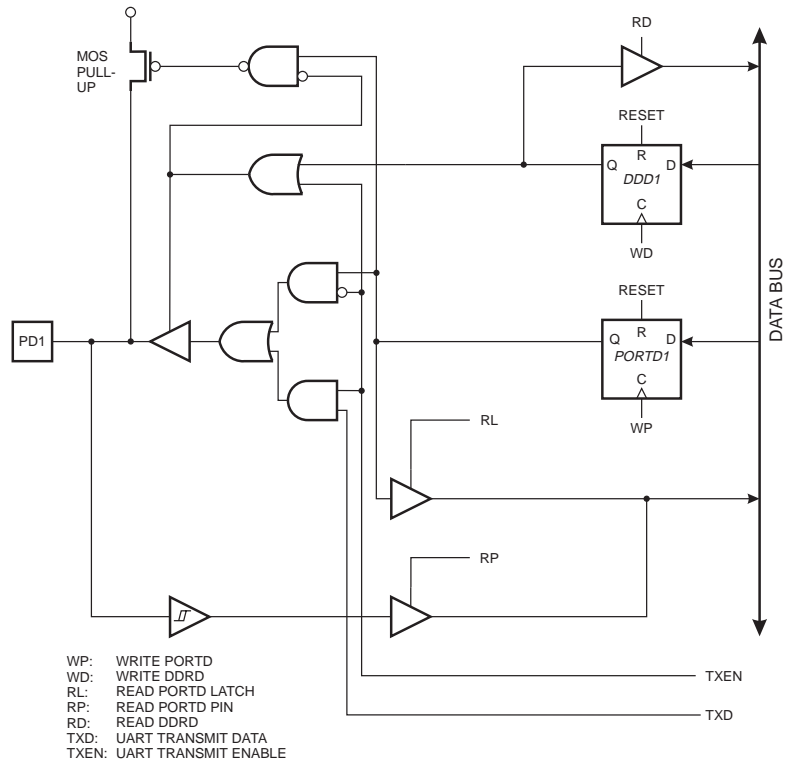 RD
MOS
PULL-
UP
RESET
R
Q
D
DDD1
C
WD
RESET
R
Q
D
PORTD1
C
WP
DATA BUS
PD1
RL
RP
WP: WRITE PORTD
WD: WRITE DDRD
RL: READ PORTD LATCH
RP: READ PORTD PIN
RD: READ DDRD
TXD: UART TRANSMIT DATA
TXEN: UART TRANSMIT ENABLE
TXEN
TXD